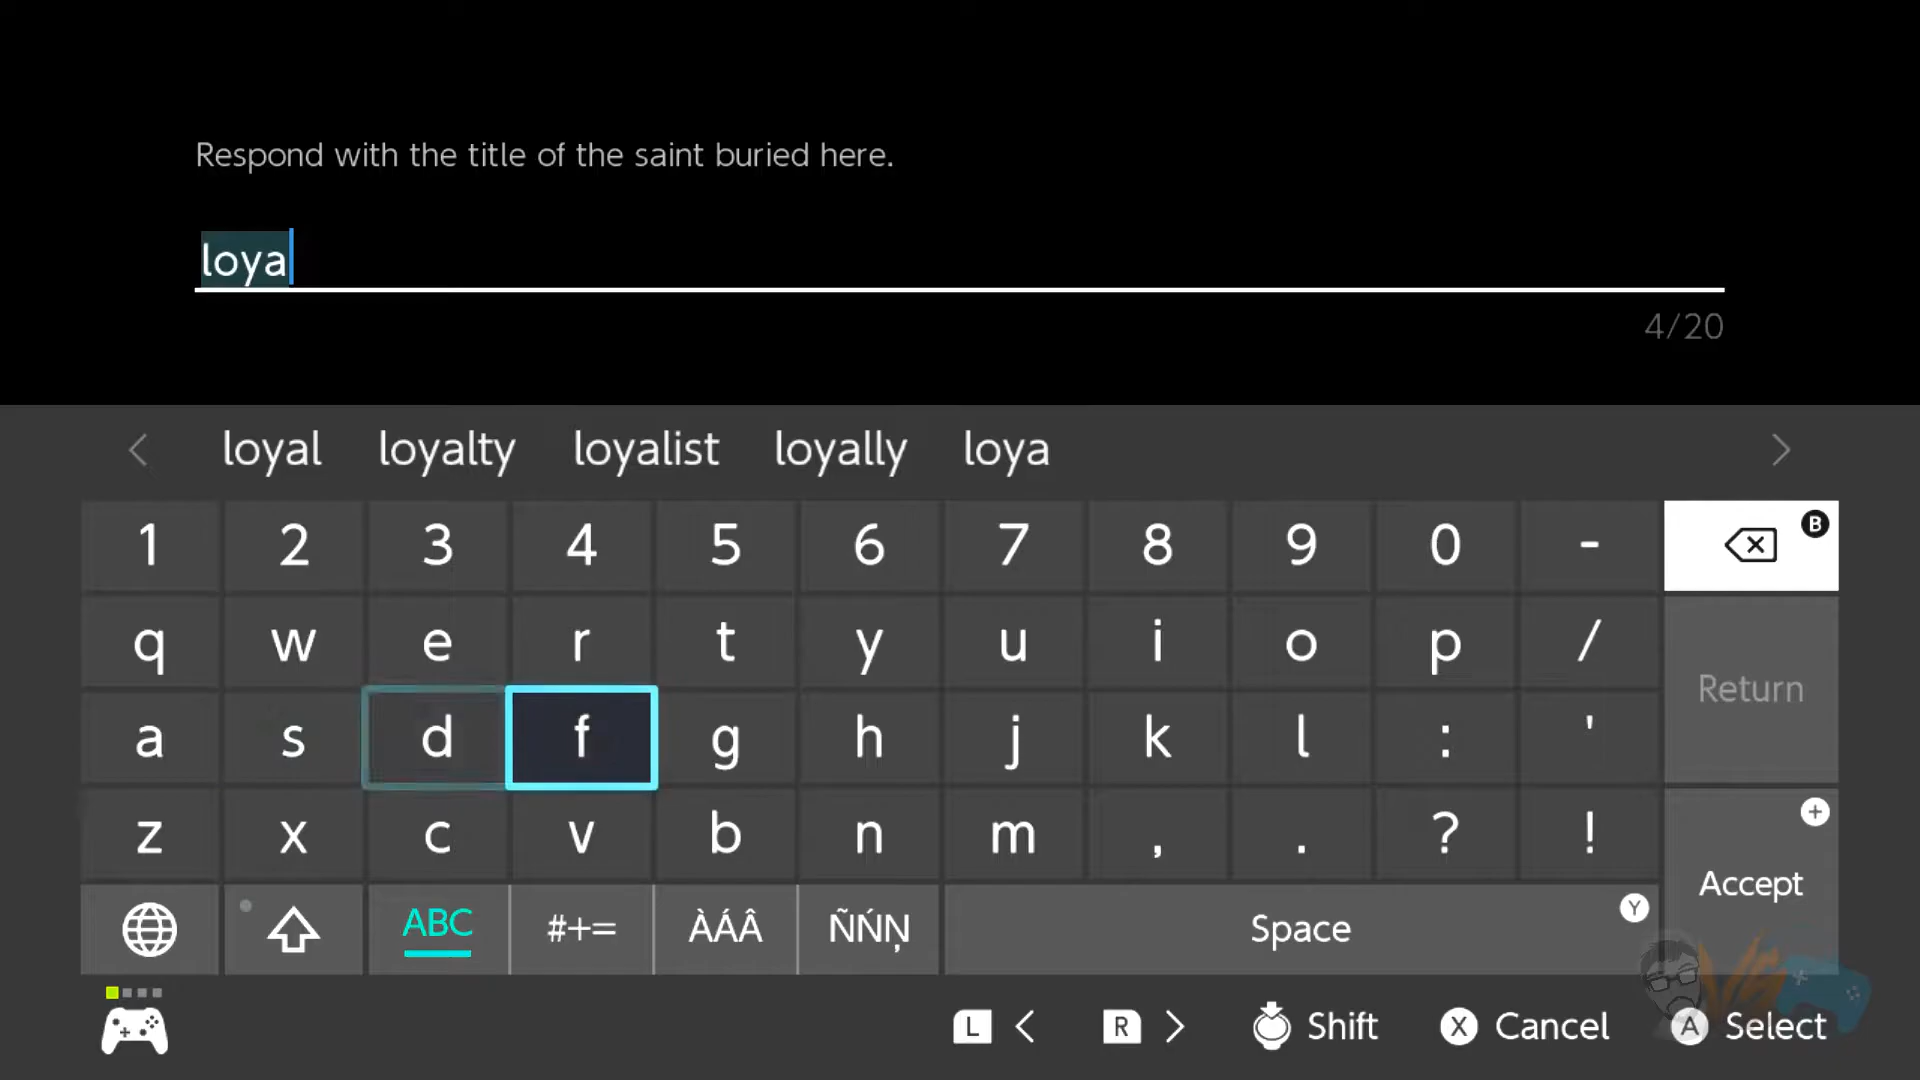 Respond with the title of the saint buried here.
loya
4/20
< loyal loyalty loyalist loyally loya >
1 2 3 4 5 6 7 8 9 0 - B
q w e r t y u i o p /
Return
a s d f g h j k l : '
z x c v b n m , . ? ! +
Accept
ABC #+= ÀÁÂ ÑŃŅ Space Y
L < R > Shift X Cancel A Select
VG